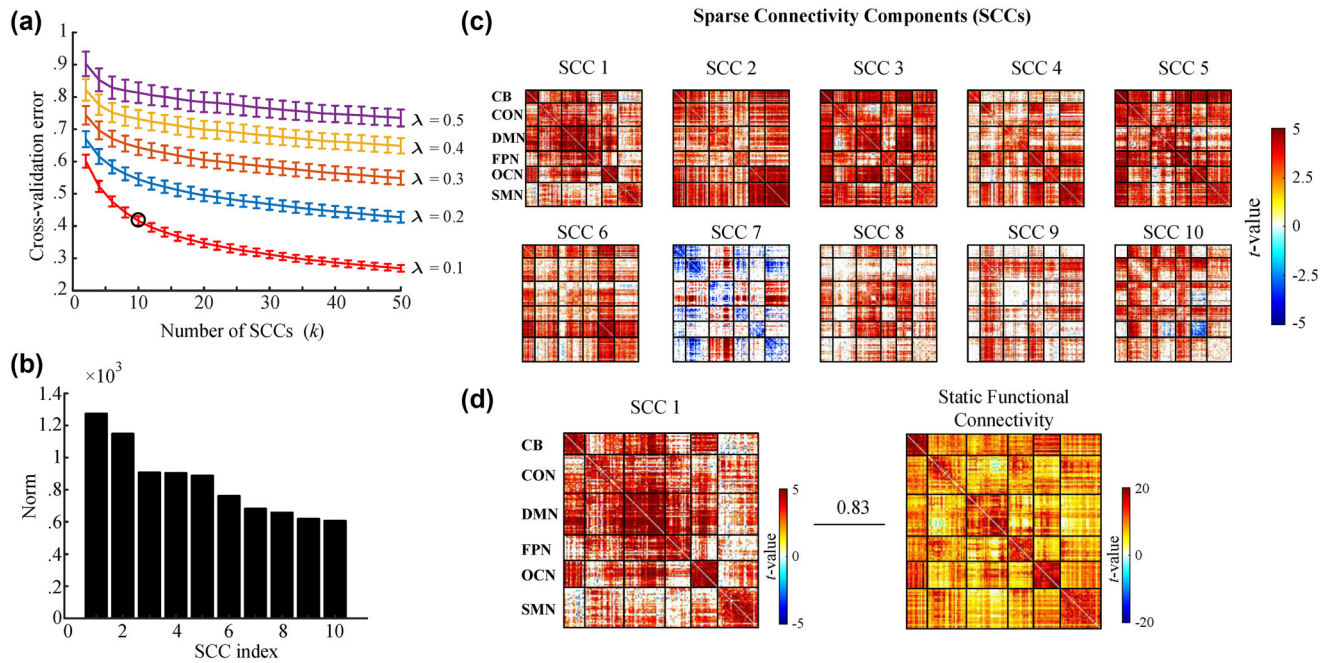 (a)
Cross-validation error
1
.9
.8
.7
.6
.5
.4
.3
.2
λ = 0.5
λ = 0.4
λ = 0.3
λ = 0.2
λ = 0.1
0 10 20 30 40 50
Number of SCCs (k)
(b)
×10³
Norm
1.4
1.2
1
.8
.6
.4
.2
0
0 2 4 6 8 10
SCC index
(c)
Sparse Connectivity Components (SCCs)
SCC 1 SCC 2 SCC 3 SCC 4 SCC 5
CB
CON
DMN
FPN
OCN
SMN
SCC 6 SCC 7 SCC 8 SCC 9 SCC 10
5
2.5
0
-2.5
-5
t-value
(d)
SCC 1
CB
CON
DMN
FPN
OCN
SMN
5
0
-5
t-value
0.83
Static Functional
Connectivity
20
0
-20
t-value